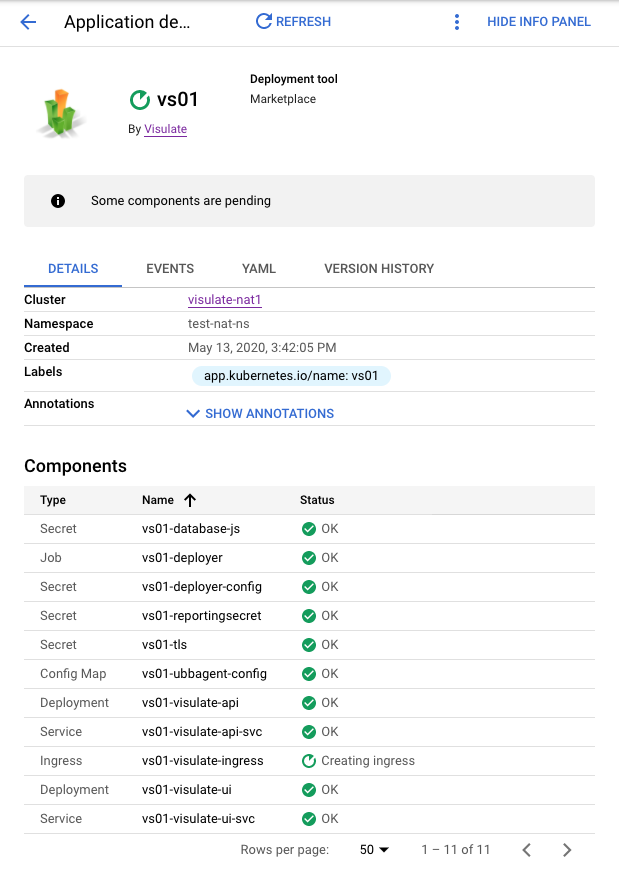 Application de... REFRESH HIDE INFO PANEL
Deployment tool
vs01 Marketplace
By Visulate
Some components are pending
DETAILS EVENTS YAML VERSION HISTORY
Cluster visulate-nat1
Namespace test-nat-ns
Created May 13, 2020, 3:42:05 PM
Labels app.kubernetes.io/name: vs01
Annotations SHOW ANNOTATIONS
Components
Type Name Status
Secret vs01-database-js OK
Job vs01-deployer OK
Secret vs01-deployer-config OK
Secret vs01-reportingsecret OK
Secret vs01-tls OK
Config Map vs01-ubbagent-config OK
Deployment vs01-visulate-api OK
Service vs01-visulate-api-svc OK
Ingress vs01-visulate-ingress Creating ingress
Deployment vs01-visulate-ui OK
Service vs01-visulate-ui-svc OK
Rows per page: 50 1 – 11 of 11